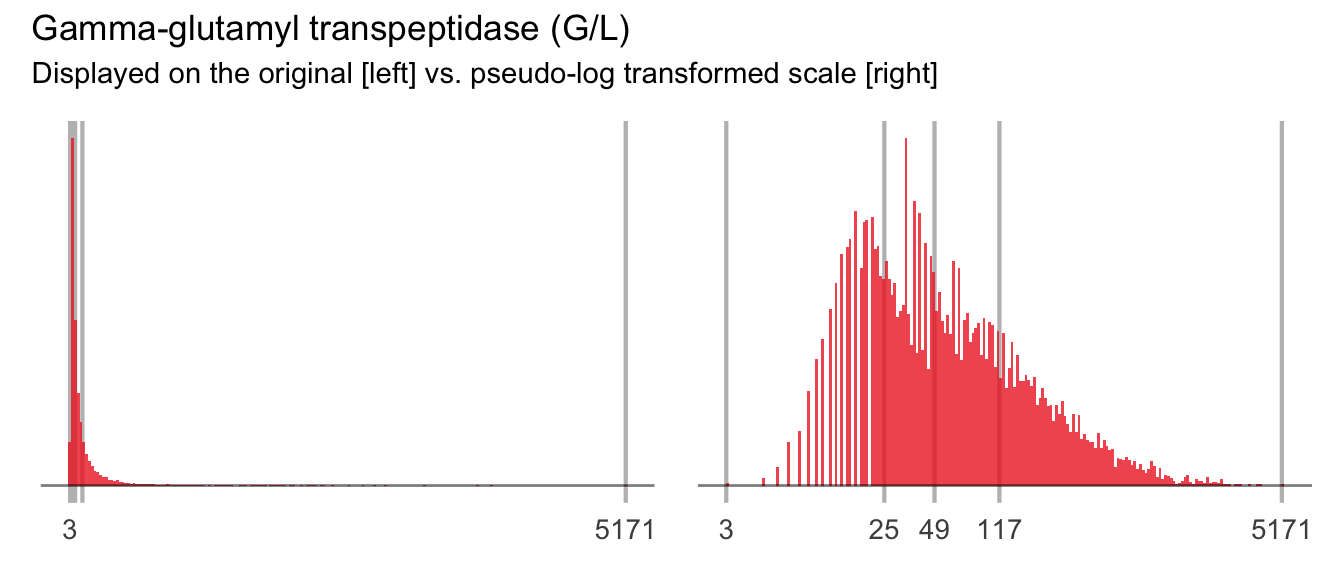 Gamma-glutamyl transpeptidase (G/L)
Displayed on the original [left] vs. pseudo-log transformed scale [right]
3 5171 3 25 49 117 5171